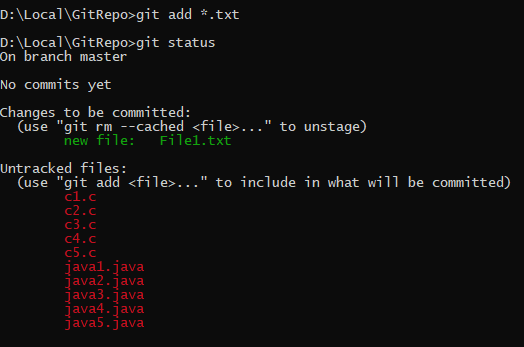 D:\Local\GitRepo>git add *.txt
D:\Local\GitRepo>git status
On branch master
No commits yet
Changes to be committed:
  (use "git rm --cached <file>..." to unstage)
        new file:   File1.txt
Untracked files:
  (use "git add <file>..." to include in what will be committed)
        c1.c
        c2.c
        c3.c
        c4.c
        c5.c
        java1.java
        java2.java
        java3.java
        java4.java
        java5.java